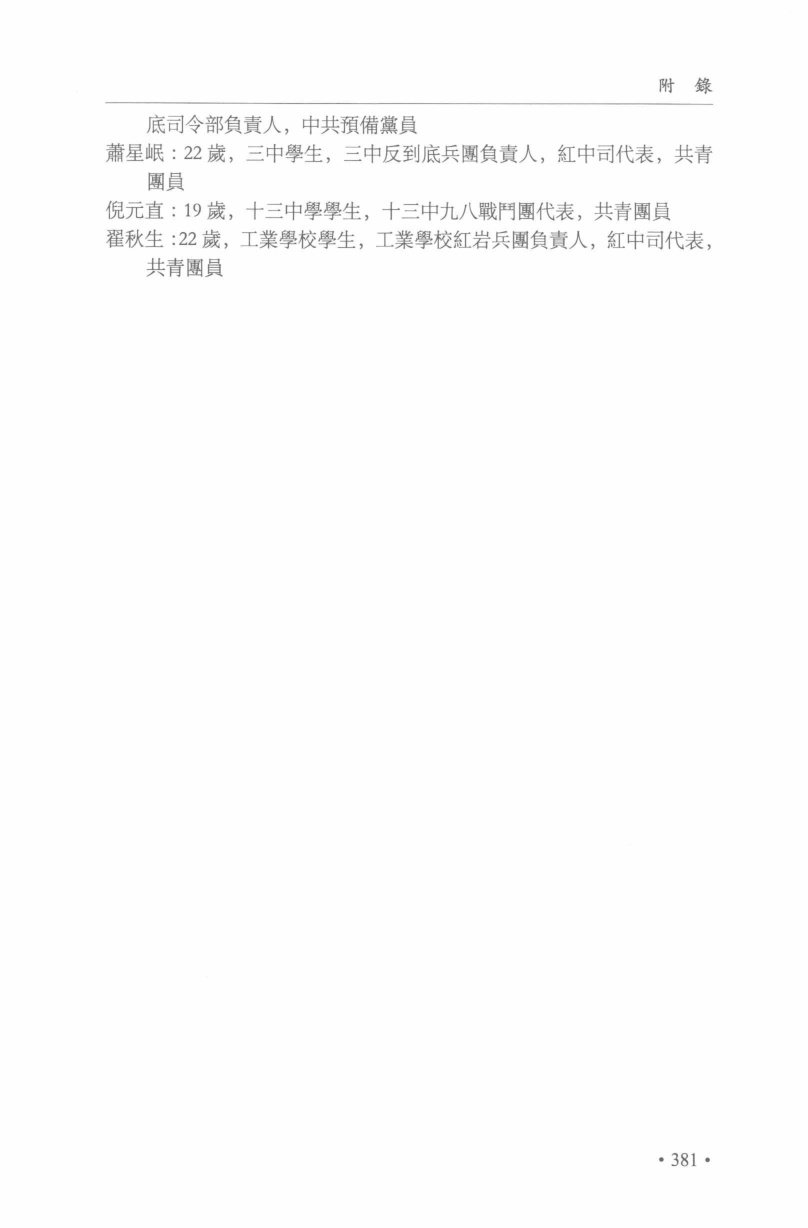 附 錄
底司令部負責人，中共預備黨員
蕭星岷：22 歲，三中學生，三中反到底兵團負責人，紅中司代表，共青
團員
倪元直：19 歲，十三中學學生，十三中九八戰鬥團代表，共青團員
翟秋生：22 歲，工業學校學生，工業學校紅岩兵團負責人，紅中司代表，
共青團員
• 381 •